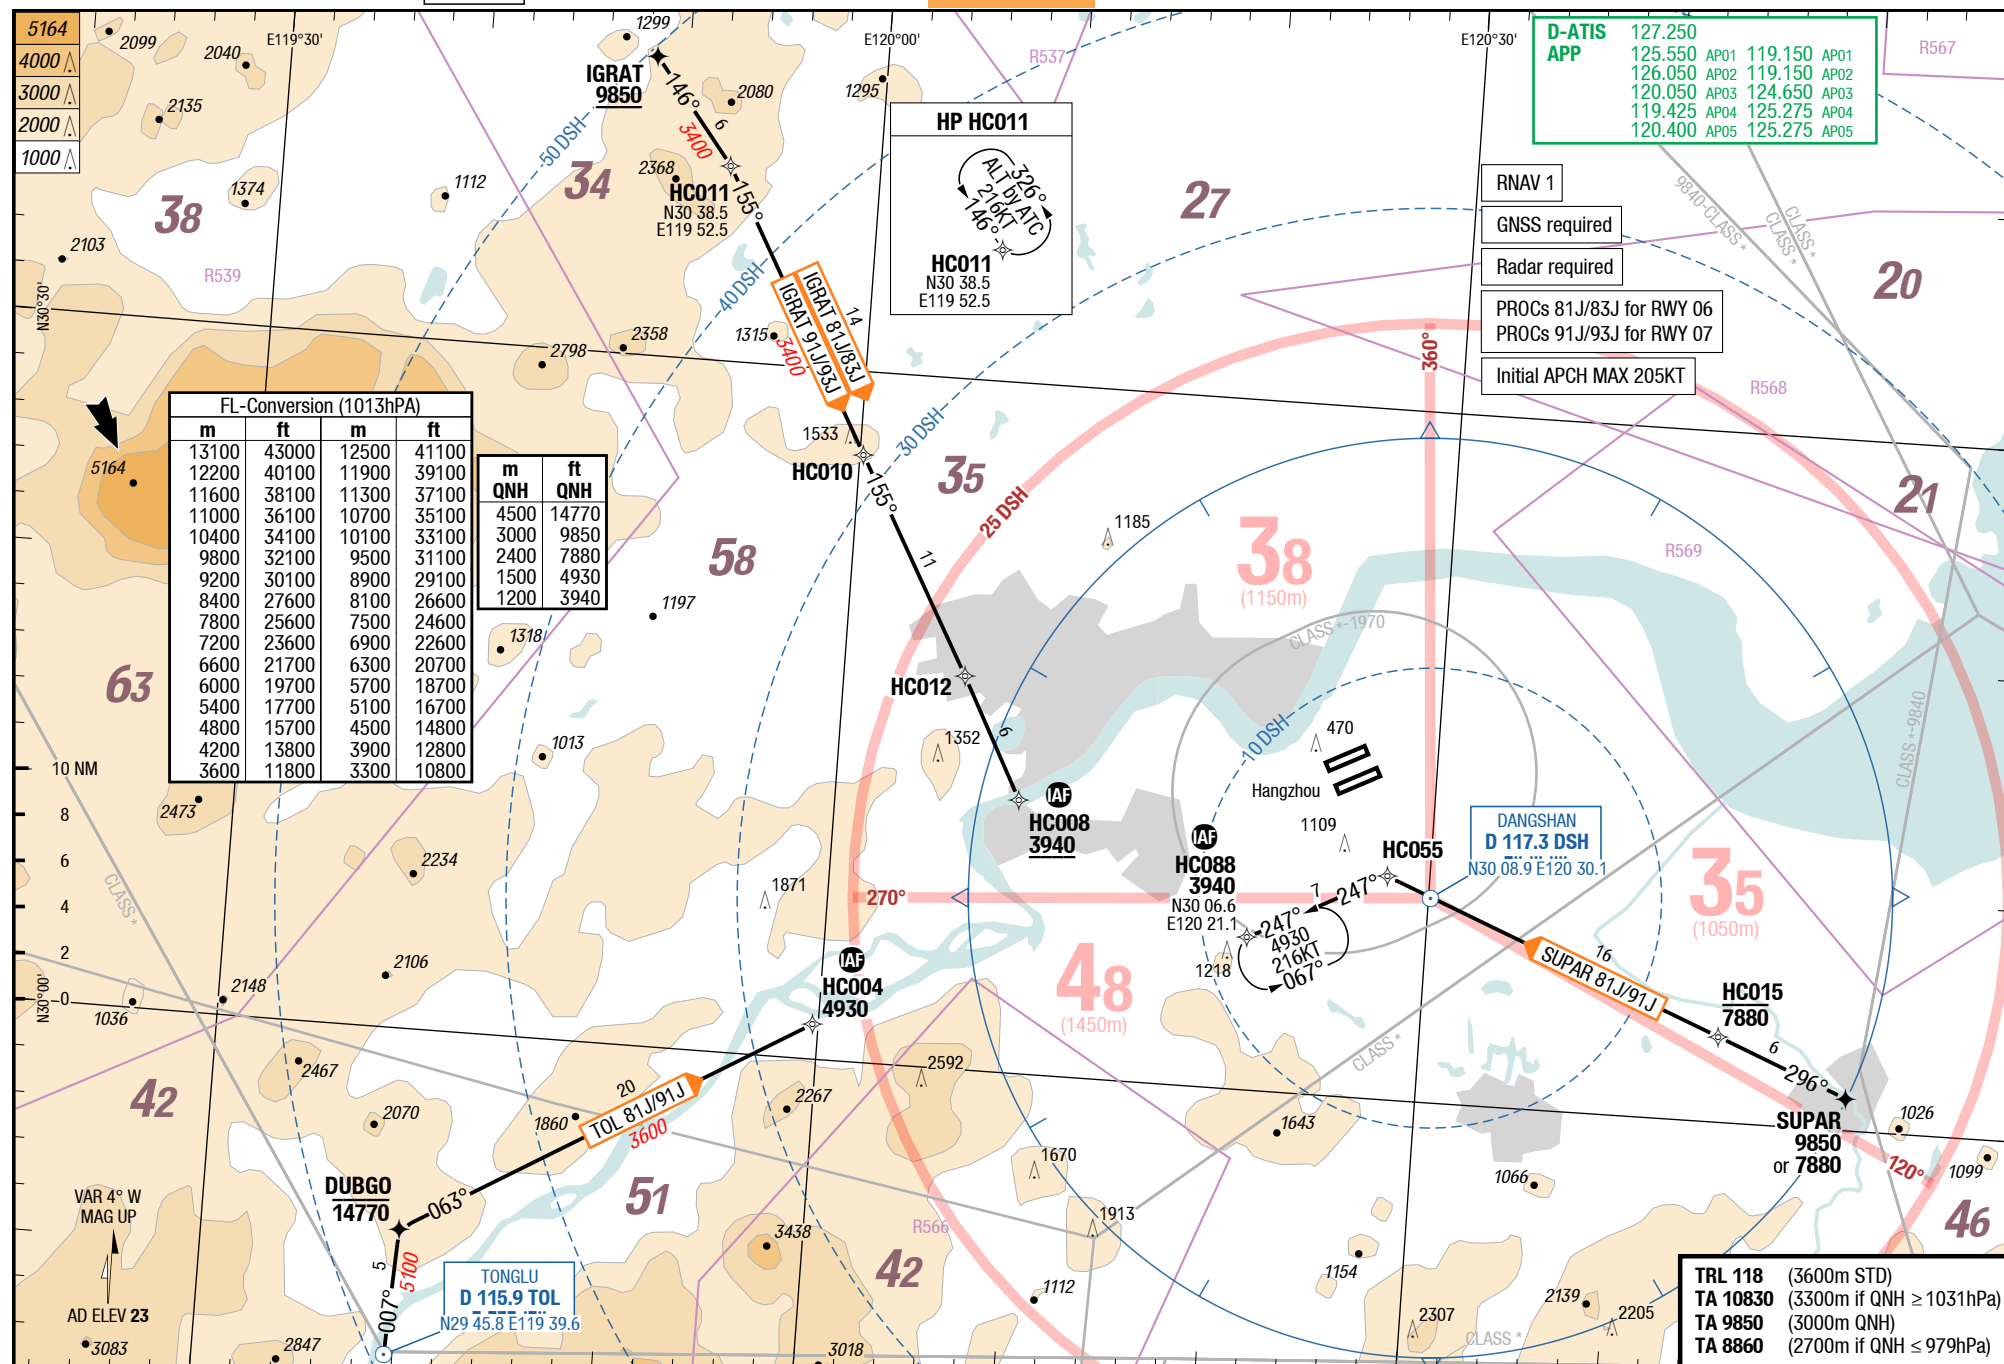 5164
4000
3000
2000
1000
2099
2040
2135
E119°30'
1299
IGRAT
9850
146°
6
3400
2080
E120°00'
1295
R537
E120°30'
D-ATIS 127.250
APP 125.550 AP01 119.150 AP01
126.050 AP02 119.150 AP02
120.050 AP03 124.650 AP03
119.425 AP04 125.275 AP04
120.400 AP05 125.275 AP05
R567
50 DSH
34
1112
1374
38
2103
R539
2368
HC011
N30 38.5
E119 52.5
155°
HP HC011
326°
ALT by ATC
216KT
146°
HC011
N30 38.5
E119 52.5
27
RNAV 1
GNSS required
Radar required
PROCs 81J/83J for RWY 06
PROCs 91J/93J for RWY 07
Initial APCH MAX 205KT
9840-CLASS *
CLASS *
CLASS *
20
N30°30'
40 DSH
IGRAT 81J/83J
IGRAT 91J/93J
14
1315
3400
2358
2798
360°
R568
5164
FL-Conversion (1013hPA)
m ft m ft
13100 43000 12500 41100
12200 40100 11900 39100
11600 38100 11300 37100
11000 36100 10700 35100
10400 34100 10100 33100
9800 32100 9500 31100
9200 30100 8900 29100
8400 27600 8100 26600
7800 25600 7500 24600
7200 23600 6900 22600
6600 21700 6300 20700
6000 19700 5700 18700
5400 17700 5100 16700
4800 15700 4500 14800
4200 13800 3900 12800
3600 11800 3300 10800
m ft
QNH QNH
4500 14770
3000 9850
2400 7880
1500 4930
1200 3940
1533
HC010
30 DSH
155°
35
25 DSH
11
1185
38
(1150m)
21
R569
58
1197
1318
63
CLASS *-1970
HC012
6
1352
1013
10 NM
8
6
4
2
0
2473
2234
1871
10 DSH
470
Hangzhou
1109
CLASS *-9840
IAF
HC008
3940
IAF
HC088
3940
N30 06.6
E120 21.1
HC055
DANGSHAN
D 117.3 DSH
N30 08.9 E120 30.1
270°
7
247°
247°
4930
216KT
067°
1218
35
(1050m)
CLASS *
2106
2148
N30°00'
1036
IAF
HC004
4930
48
(1450m)
16
SUPAR 81J/91J
HC015
7880
6
296°
CLASS *
2467
42
2070
1860
20
TOL 81J/91J
3600
2267
2592
1643
SUPAR
9850
or 7880
1026
120°
1099
1066
1670
DUBGO
14770
063°
51
R566
1913
46
VAR 4° W
MAG UP
5
5100
007°
3438
42
1112
1154
TONGLU
D 115.9 TOL
N29 45.8 E119 39.6
AD ELEV 23
3083
2847
3018
2307
CLASS *
2139
2205
TRL 118 (3600m STD)
TA 10830 (3300m if QNH ≥ 1031hPa)
TA 9850 (3000m QNH)
TA 8860 (2700m if QNH ≤ 979hPa)